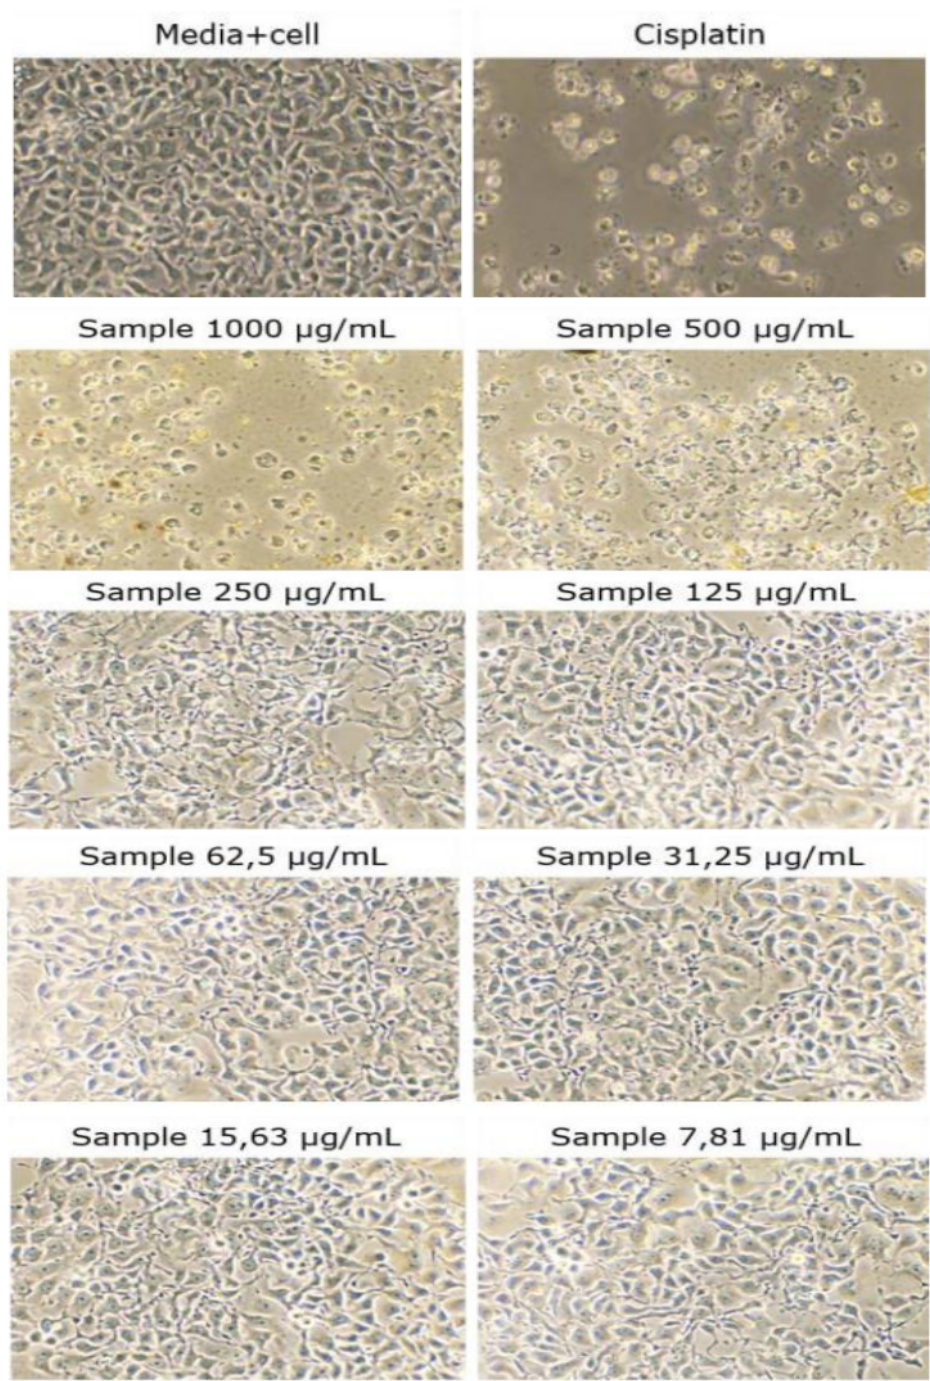 Media+cell
Cisplatin
Sample 1000 µg/mL
Sample 500 µg/mL
Sample 250 µg/mL
Sample 125 µg/mL
Sample 62,5 µg/mL
Sample 31,25 µg/mL
Sample 15,63 µg/mL
Sample 7,81 µg/mL